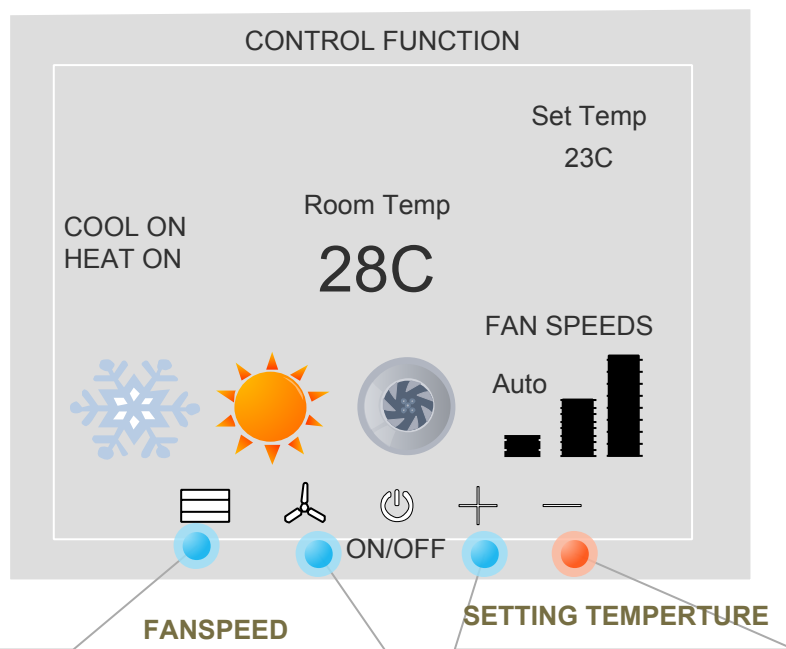 CONTROL FUNCTION
Set Temp
23C
Room Temp
28C
COOL ON
HEAT ON
FAN SPEEDS
Auto
ON/OFF
FANSPEED
SETTING TEMPERTURE